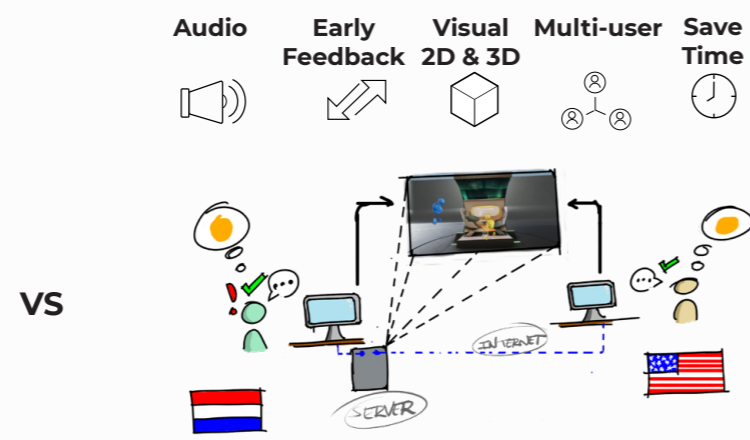 Audio
Early
Feedback
Visual
2D & 3D
Multi-user
Save
Time
VS
INTERNET
SERVER